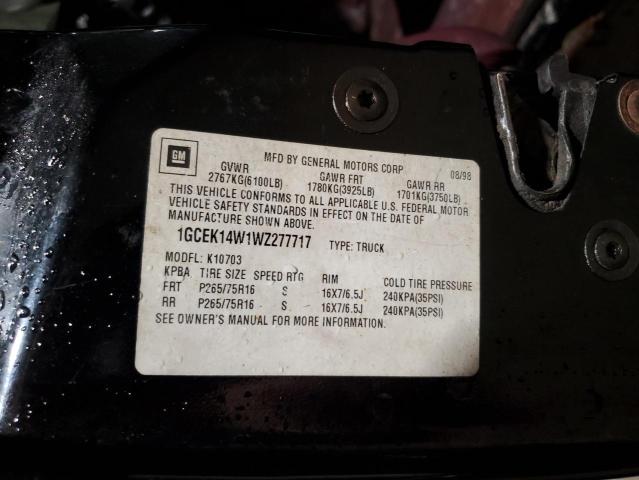 GM
MFD BY GENERAL MOTORS CORP 08/98
GVWR GAWR FRT GAWR RR
2767KG(6100LB) 1780KG(3925LB) 1701KG(3750LB)
THIS VEHICLE CONFORMS TO ALL APPLICABLE U.S. FEDERAL MOTOR
VEHICLE SAFETY STANDARDS IN EFFECT ON THE DATE OF
MANUFACTURE SHOWN ABOVE.
1GCEK14W1WZ277717 TYPE: TRUCK
MODEL: K10703
KPBA TIRE SIZE SPEED RTG RIM COLD TIRE PRESSURE
FRT P265/75R16 S 16X7/6.5J 240KPA(35PSI)
RR P265/75R16 S 16X7/6.5J 240KPA(35PSI)
SEE OWNER'S MANUAL FOR MORE INFORMATION.